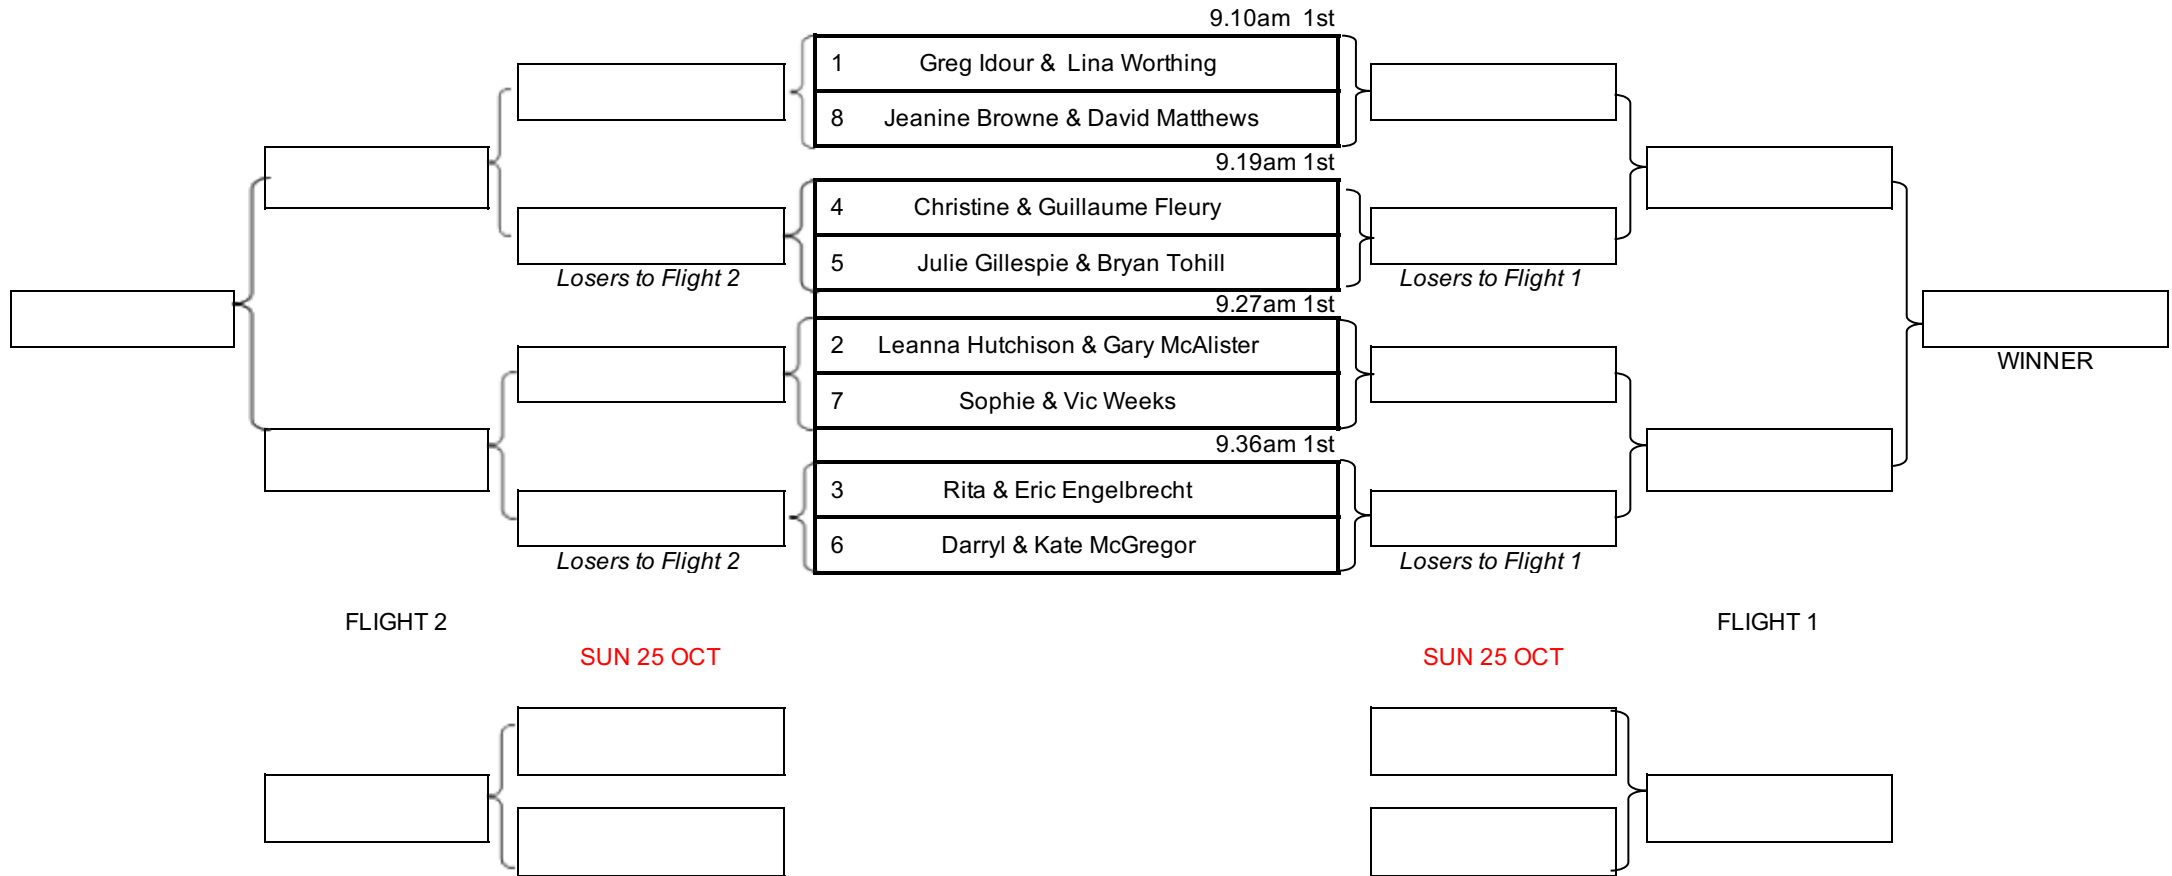 9.10am 1st
1 Greg Idour & Lina Worthing
8 Jeanine Browne & David Matthews
9.19am 1st
4 Christine & Guillaume Fleury
5 Julie Gillespie & Bryan Tohill
Losers to Flight 2
Losers to Flight 1
9.27am 1st
2 Leanna Hutchison & Gary McAlister
WINNER
7 Sophie & Vic Weeks
9.36am 1st
3 Rita & Eric Engelbrecht
6 Darryl & Kate McGregor
Losers to Flight 2
Losers to Flight 1
FLIGHT 2
FLIGHT 1
SUN 25 OCT
SUN 25 OCT